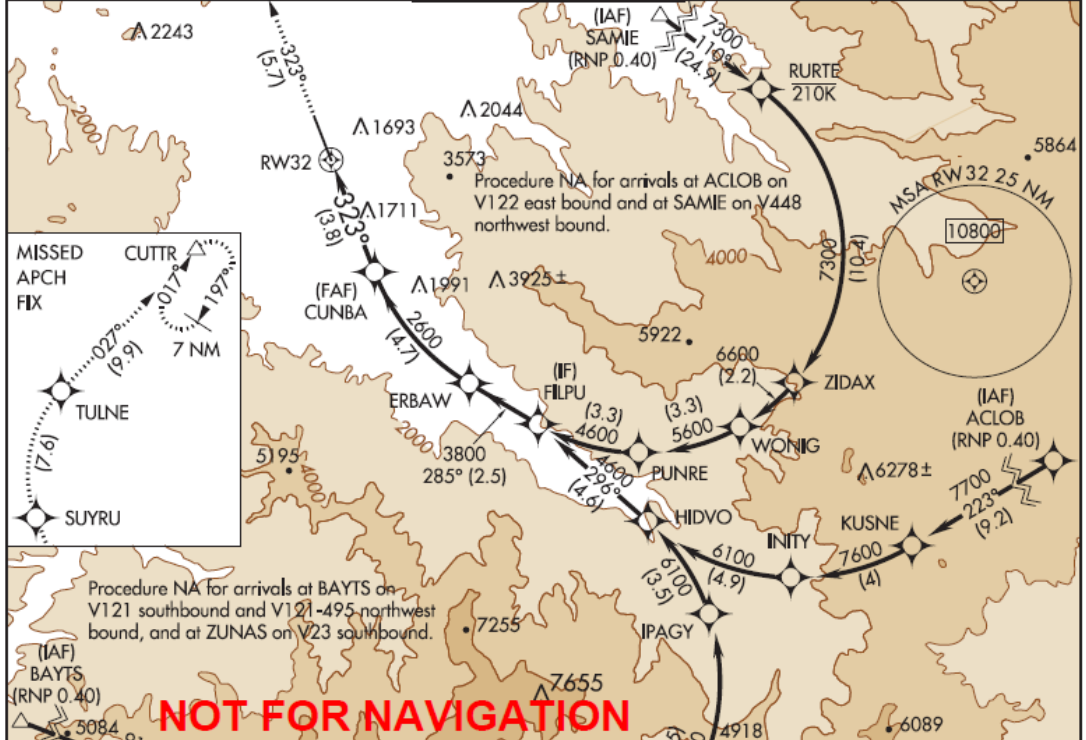 (IAF)
SAMIE
(RNP 0.40)
7300
110°
(24.9)
RURTE
210K
2243
323°
(5.7)
2000
1693
2044
3573
RW32
5864
Procedure NA for arrivals at ACLOB on
V122 east bound and at SAMIE on V448
northwest bound.
MSA RW32 25 NM
10800
323°
(3.8)
1711
7300
(10.4)
4000
MISSED
APCH
FIX
CUTTR
017°
197°
7 NM
027°
(9.9)
TULNE
(7.6)
SUYRU
(FAF)
CUNBA
1991
3925±
2600
(4.7)
5922
6600
(2.2)
ZIDAX
(IF)
FILPU
ERBAW
(3.3)
4600
(3.3)
5600
WONIG
PUNRE
(IAF)
ACLOB
(RNP 0.40)
2000
3800
285° (2.5)
4600
296°
(4.6)
5195
4000
6278±
7700
223°
(9.2)
HIDVO
KUSNE
INITY
6100
(4.9)
7600
(4)
6100
(3.5)
IPAGY
Procedure NA for arrivals at BAYTS on
V121 southbound and V121-495 northwest
bound, and at ZUNAS on V23 southbound.
7255
(IAF)
BAYTS
(RNP 0.40)
7655
5084
NOT FOR NAVIGATION
4918
6089